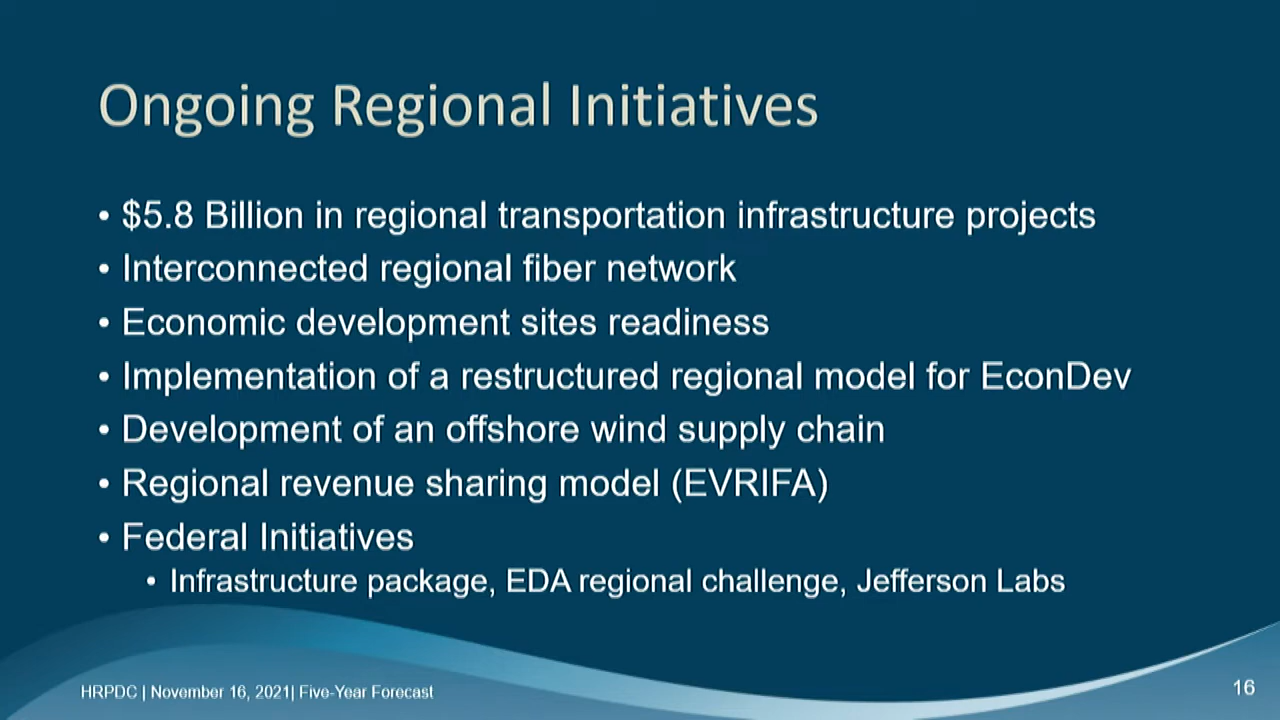 Ongoing Regional Initiatives
• $5.8 Billion in regional transportation infrastructure projects
• Interconnected regional fiber network
• Economic development sites readiness
• Implementation of a restructured regional model for EconDev
• Development of an offshore wind supply chain
• Regional revenue sharing model (EVRIFA)
• Federal Initiatives
• Infrastructure package, EDA regional challenge, Jefferson Labs
HRPDC | November 16, 2021| Five-Year Forecast
16